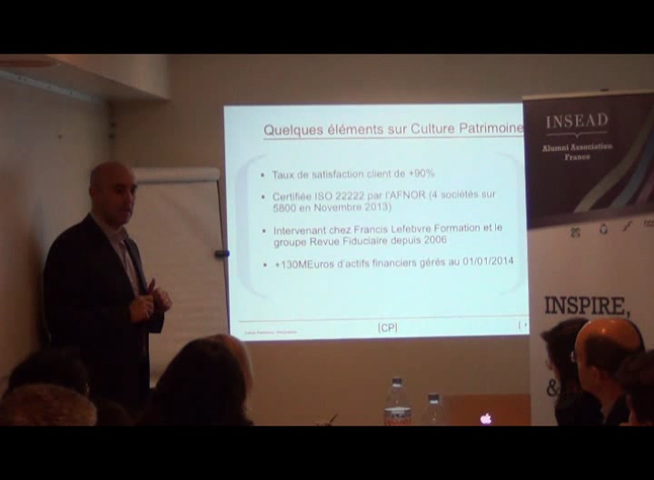 Quelques éléments sur Culture Patrimoine
Taux de satisfaction client de +90%
Certifiée ISO 22222 par l'AFNOR (4 sociétés sur
5800 en Novembre 2013)
Intervenant chez Francis Lefebvre Formation et le
groupe Revue Fiduciaire depuis 2006
+130MEuros d'actifs financiers gérés au 01/01/2014
[CP]
INSEAD
Alumni Association
France
INSPIRE,
&